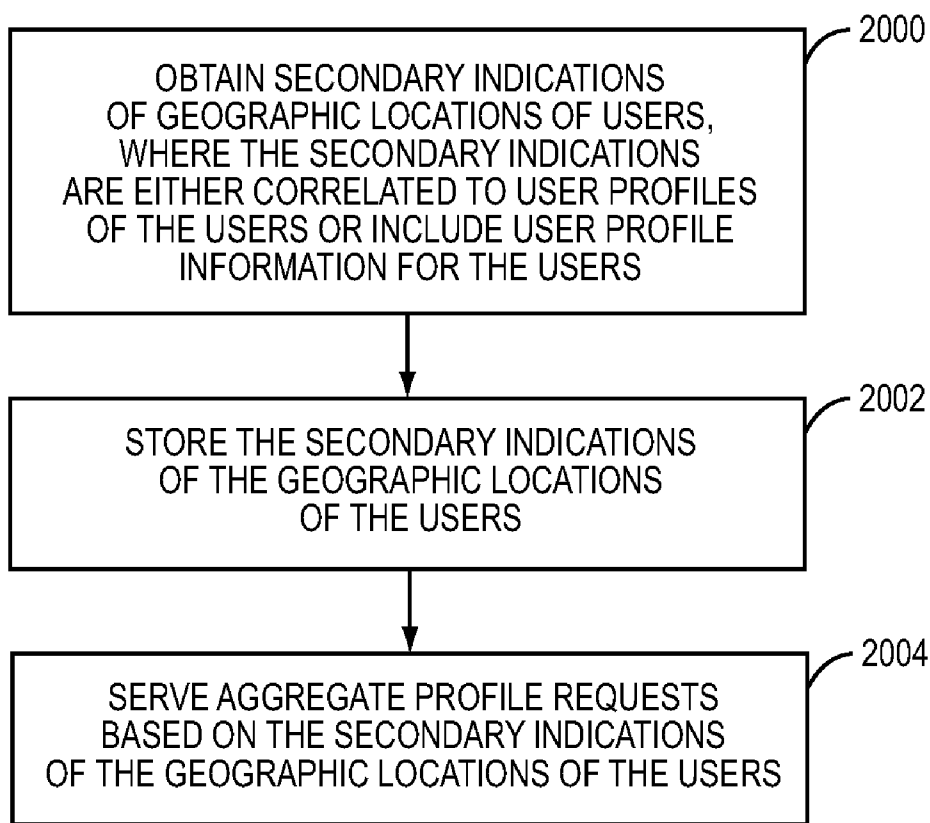 2000
OBTAIN SECONDARY INDICATIONS
OF GEOGRAPHIC LOCATIONS OF USERS,
WHERE THE SECONDARY INDICATIONS
ARE EITHER CORRELATED TO USER PROFILES
OF THE USERS OR INCLUDE USER PROFILE
INFORMATION FOR THE USERS
2002
STORE THE SECONDARY INDICATIONS
OF THE GEOGRAPHIC LOCATIONS
OF THE USERS
2004
SERVE AGGREGATE PROFILE REQUESTS
BASED ON THE SECONDARY INDICATIONS
OF THE GEOGRAPHIC LOCATIONS OF THE USERS